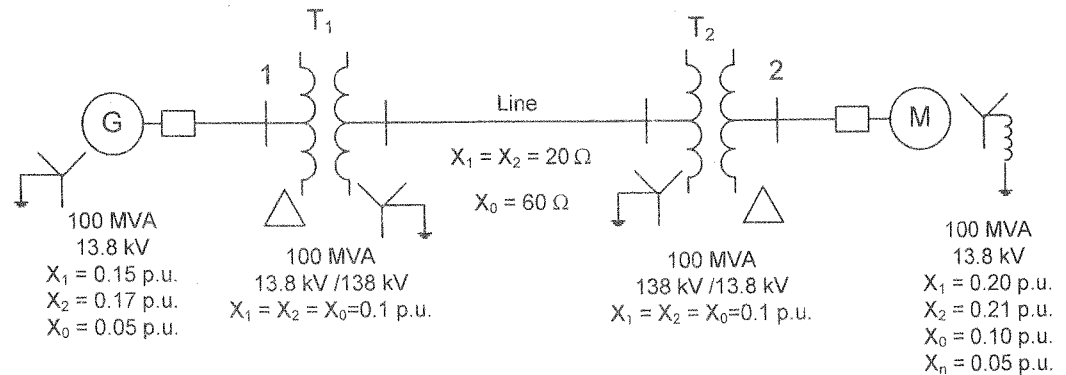 T₁
T₂
1
2
G
Line
M
X₁ = X₂ = 20 Ω
X₀ = 60 Ω
100 MVA
13.8 kV
X₁ = 0.15 p.u.
X₂ = 0.17 p.u.
X₀ = 0.05 p.u.
100 MVA
13.8 kV /138 kV
X₁ = X₂ = X₀=0.1 p.u.
100 MVA
138 kV /13.8 kV
X₁ = X₂ = X₀=0.1 p.u.
100 MVA
13.8 kV
X₁ = 0.20 p.u.
X₂ = 0.21 p.u.
X₀ = 0.10 p.u.
Xₙ = 0.05 p.u.